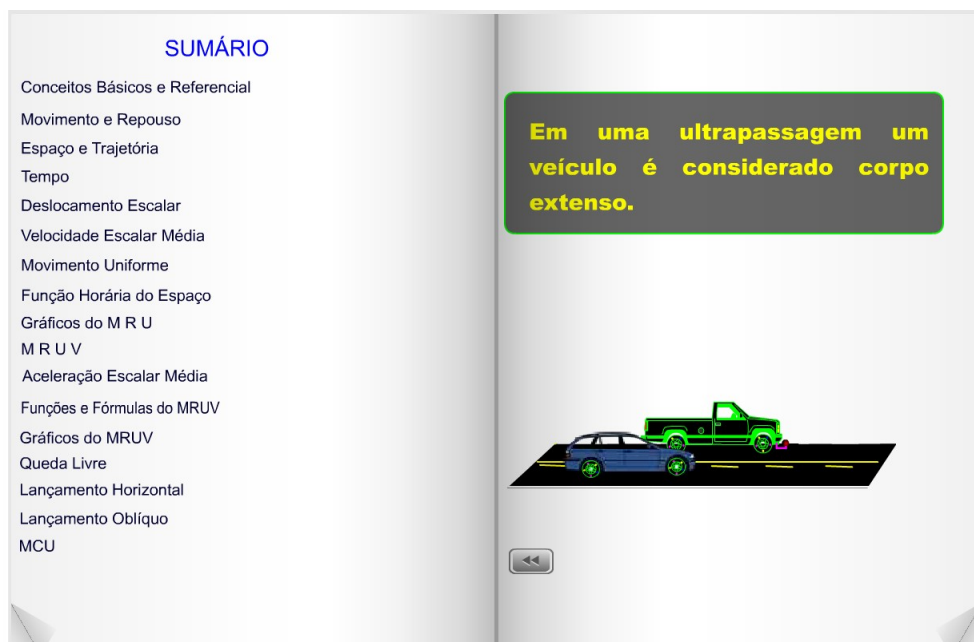 SUMÁRIO
Conceitos Básicos e Referencial
Movimento e Repouso
Espaço e Trajetória
Tempo
Deslocamento Escalar
Velocidade Escalar Média
Movimento Uniforme
Função Horária do Espaço
Gráficos do M R U
M R U V
Aceleração Escalar Média
Funções e Fórmulas do MRUV
Gráficos do MRUV
Queda Livre
Lançamento Horizontal
Lançamento Oblíquo
MCU
Em uma ultrapassagem um
veículo é considerado corpo
extenso.